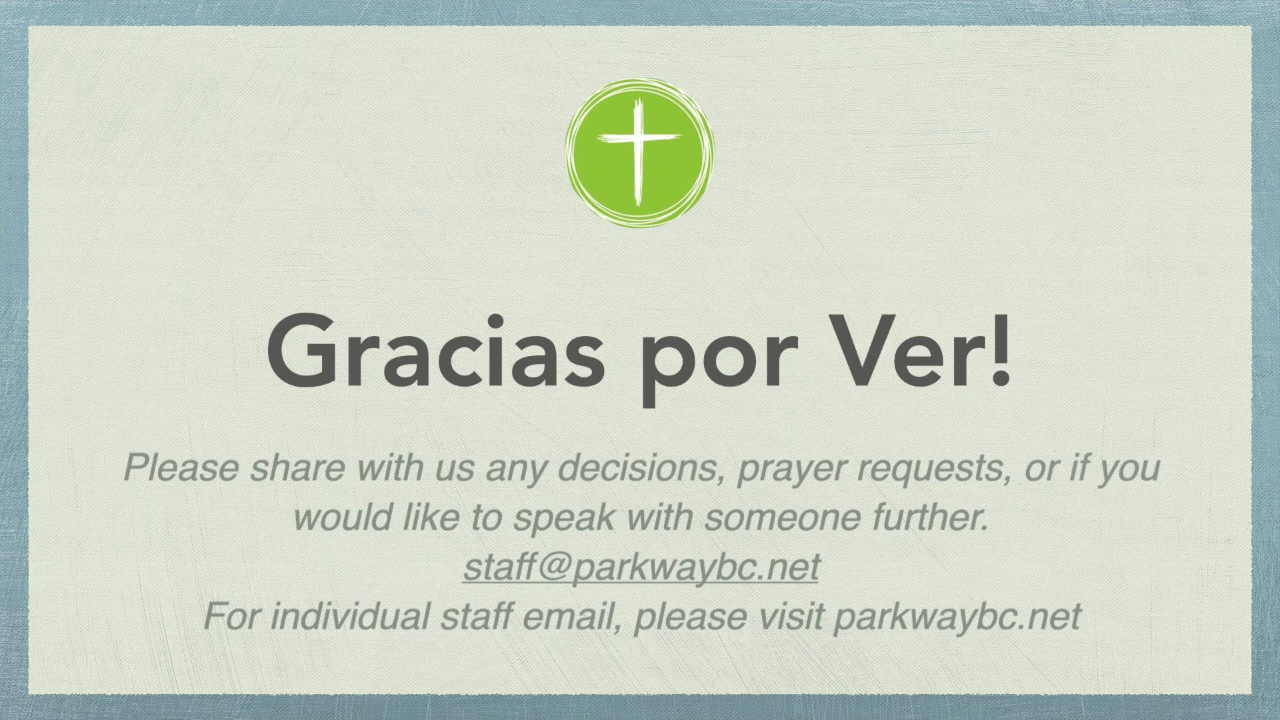 Gracias por Ver!
Please share with us any decisions, prayer requests, or if you
would like to speak with someone further.
staff@parkwaybc.net
For individual staff email, please visit parkwaybc.net